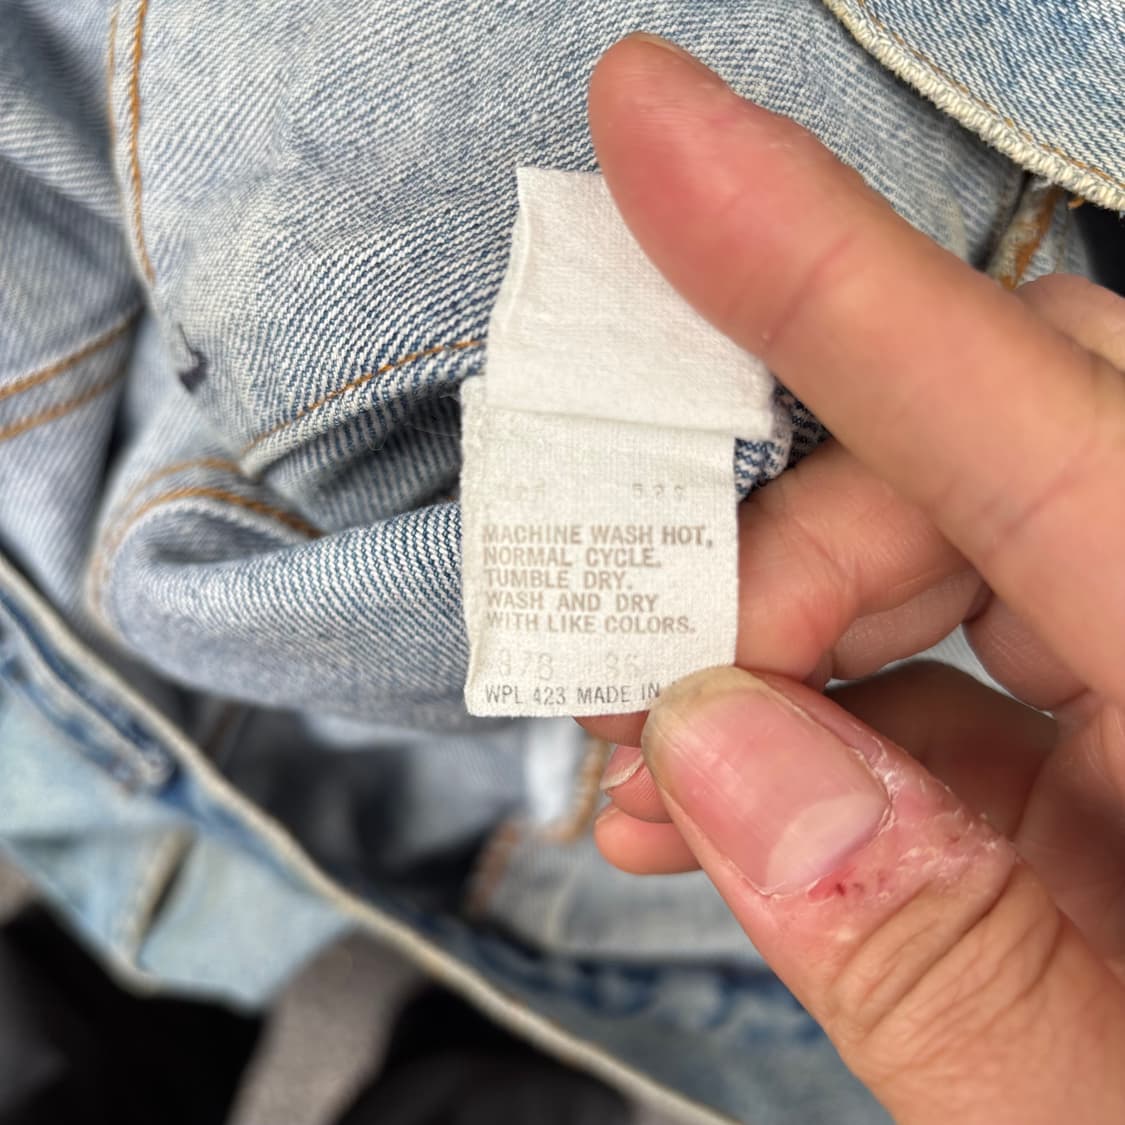 MACHINE WASH HOT,
NORMAL CYCLE.
TUMBLE DRY.
WASH AND DRY
WITH LIKE COLORS.
WPL 423 MADE IN